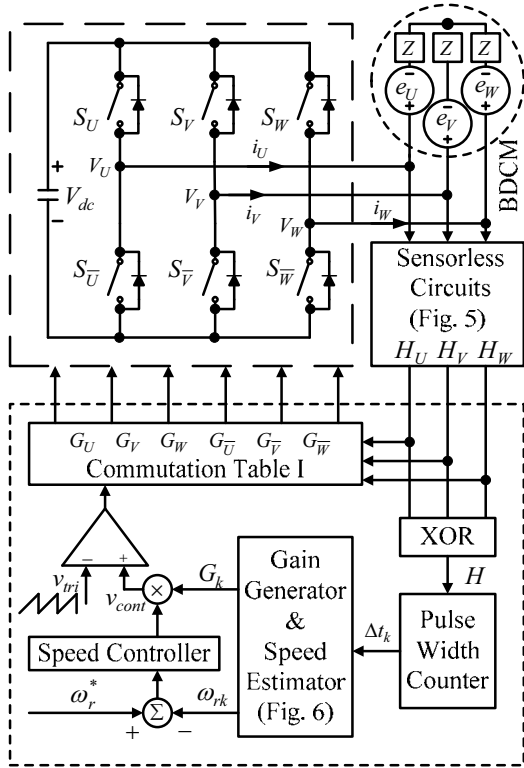 Z Z Z
e_U e_V e_W
− − −
+ + +
BDCM
S_U S_V S_W
V_U i_U
+ V_dc −
V_V i_V
V_W i_W
S_U̅ S_V̅ S_W̅
Sensorless
Circuits
(Fig. 5)
H_U H_V H_W
G_U G_V G_W G_U̅ G_V̅ G_W̅
Commutation Table I
XOR
H
− +
v_tri v_cont
×
G_k
Gain
Generator
&
Speed
Estimator
(Fig. 6)
Δt_k
Pulse
Width
Counter
Speed Controller
ω_r^* ω_rk
+ Σ −